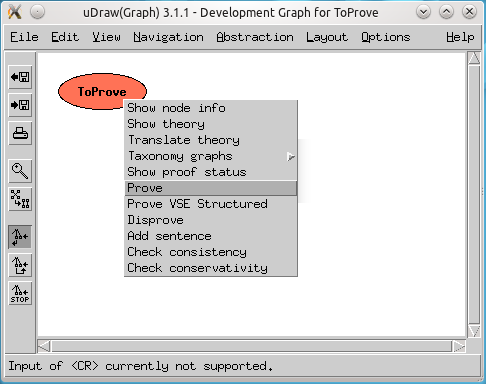 uDraw(Graph) 3.1.1 - Development Graph for ToProve
File Edit View Navigation Abstraction Layout Options Help
ToProve
Show node info
Show theory
Translate theory
Taxonomy graphs
Show proof status
Prove
Prove VSE Structured
Disprove
Add sentence
Check consistency
Check conservativity
STOP
Input of <CR> currently not supported.